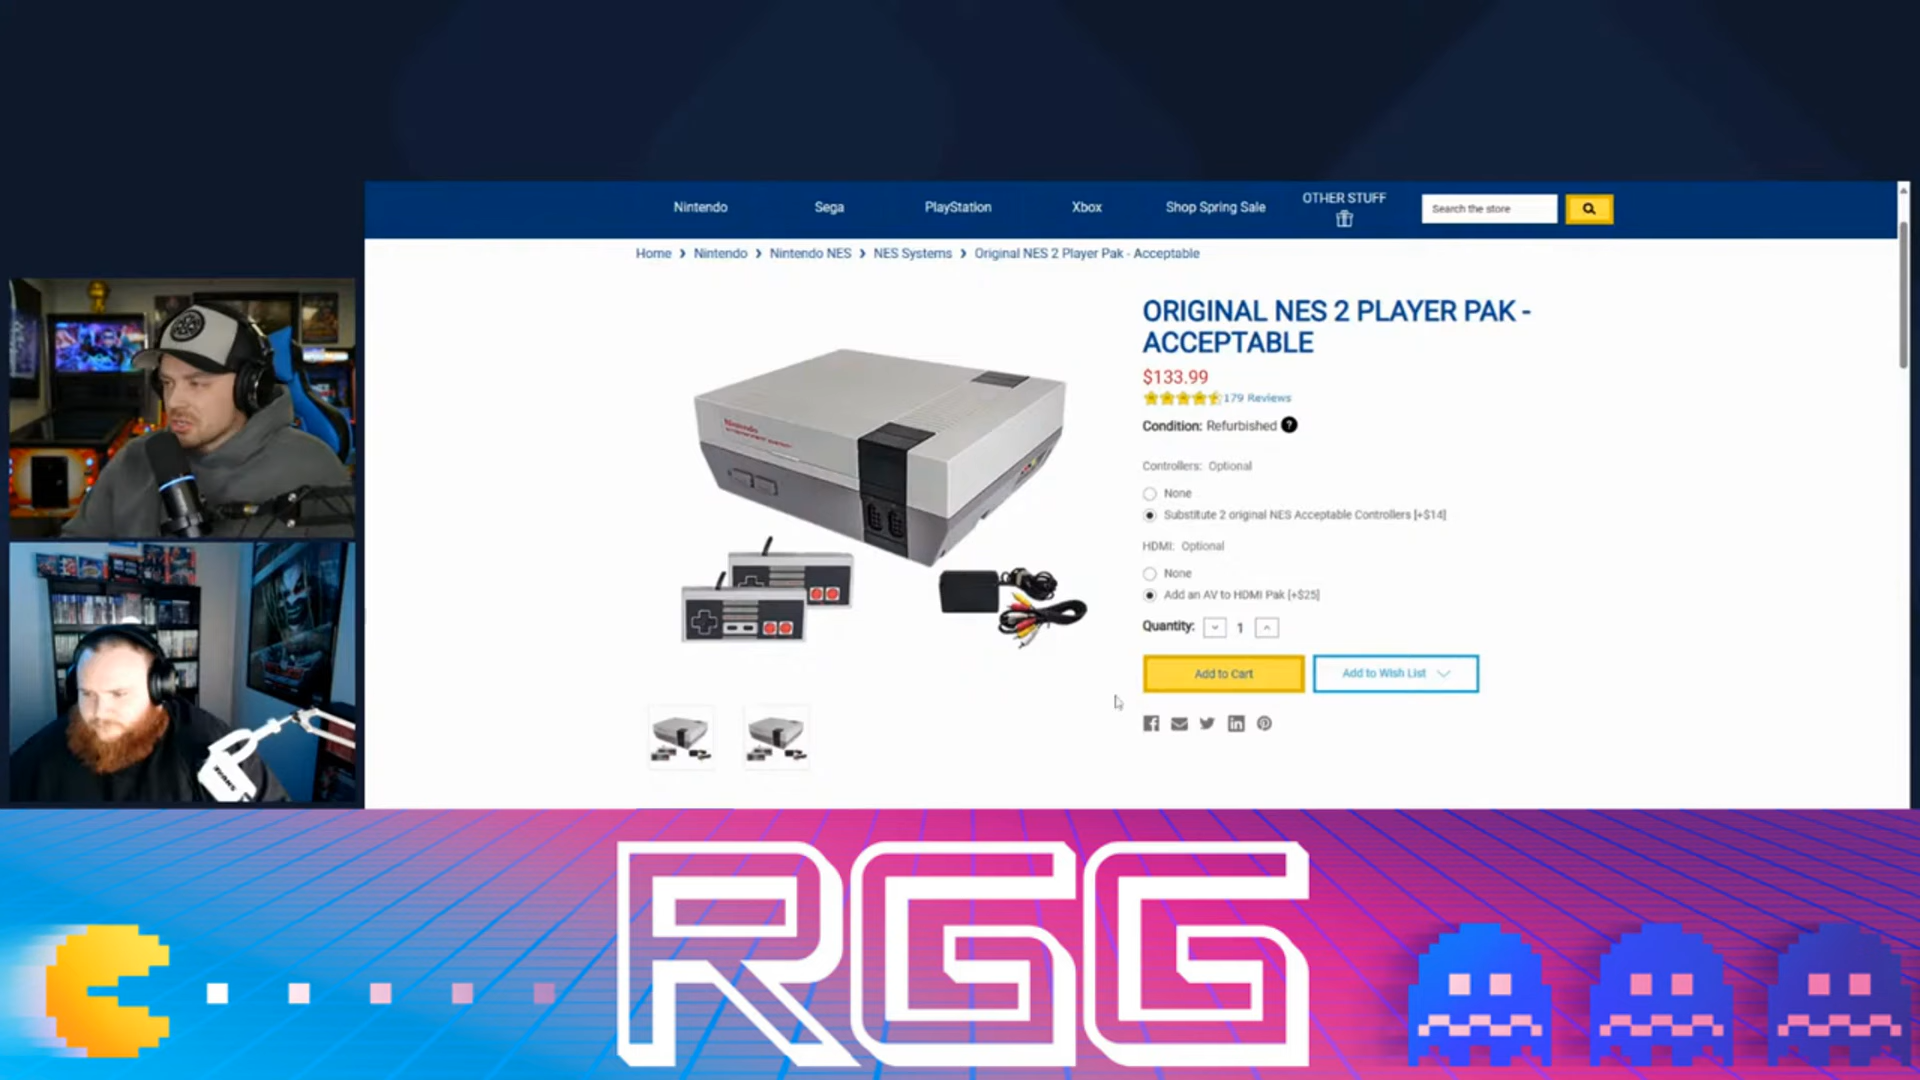 Nintendo Sega PlayStation Xbox Shop Spring Sale OTHER STUFF Search the store
Home > Nintendo > Nintendo NES > NES Systems > Original NES 2 Player Pak - Acceptable
ORIGINAL NES 2 PLAYER PAK -
ACCEPTABLE
$133.99
179 Reviews
Condition: Refurbished ?
Controllers: Optional
None
Substitute 2 original NES Acceptable Controllers [+$14]
HDMI: Optional
None
Add an AV to HDMI Pak [+$25]
Quantity: 1
Add to Cart Add to Wish List
Nintendo
RGG